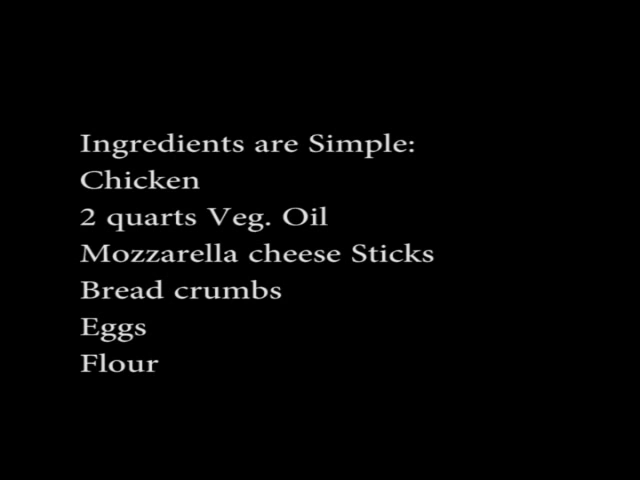 Ingredients are Simple:
Chicken
2 quarts Veg. Oil
Mozzarella cheese Sticks
Bread crumbs
Eggs
Flour